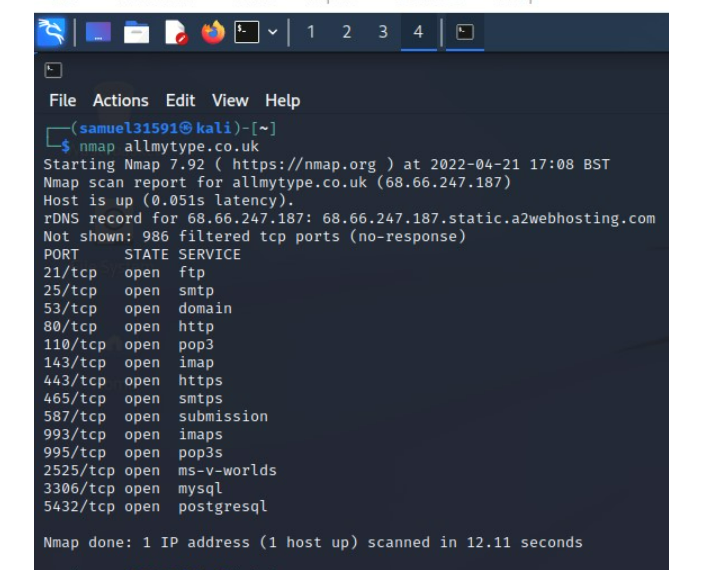 1 2 3 4
File Actions Edit View Help
(samuel31591㉿kali)-[~]
$ nmap allmytype.co.uk
Starting Nmap 7.92 ( https://nmap.org ) at 2022-04-21 17:08 BST
Nmap scan report for allmytype.co.uk (68.66.247.187)
Host is up (0.051s latency).
rDNS record for 68.66.247.187: 68.66.247.187.static.a2webhosting.com
Not shown: 986 filtered tcp ports (no-response)
PORT STATE SERVICE
21/tcp open ftp
25/tcp open smtp
53/tcp open domain
80/tcp open http
110/tcp open pop3
143/tcp open imap
443/tcp open https
465/tcp open smtps
587/tcp open submission
993/tcp open imaps
995/tcp open pop3s
2525/tcp open ms-v-worlds
3306/tcp open mysql
5432/tcp open postgresql
Nmap done: 1 IP address (1 host up) scanned in 12.11 seconds